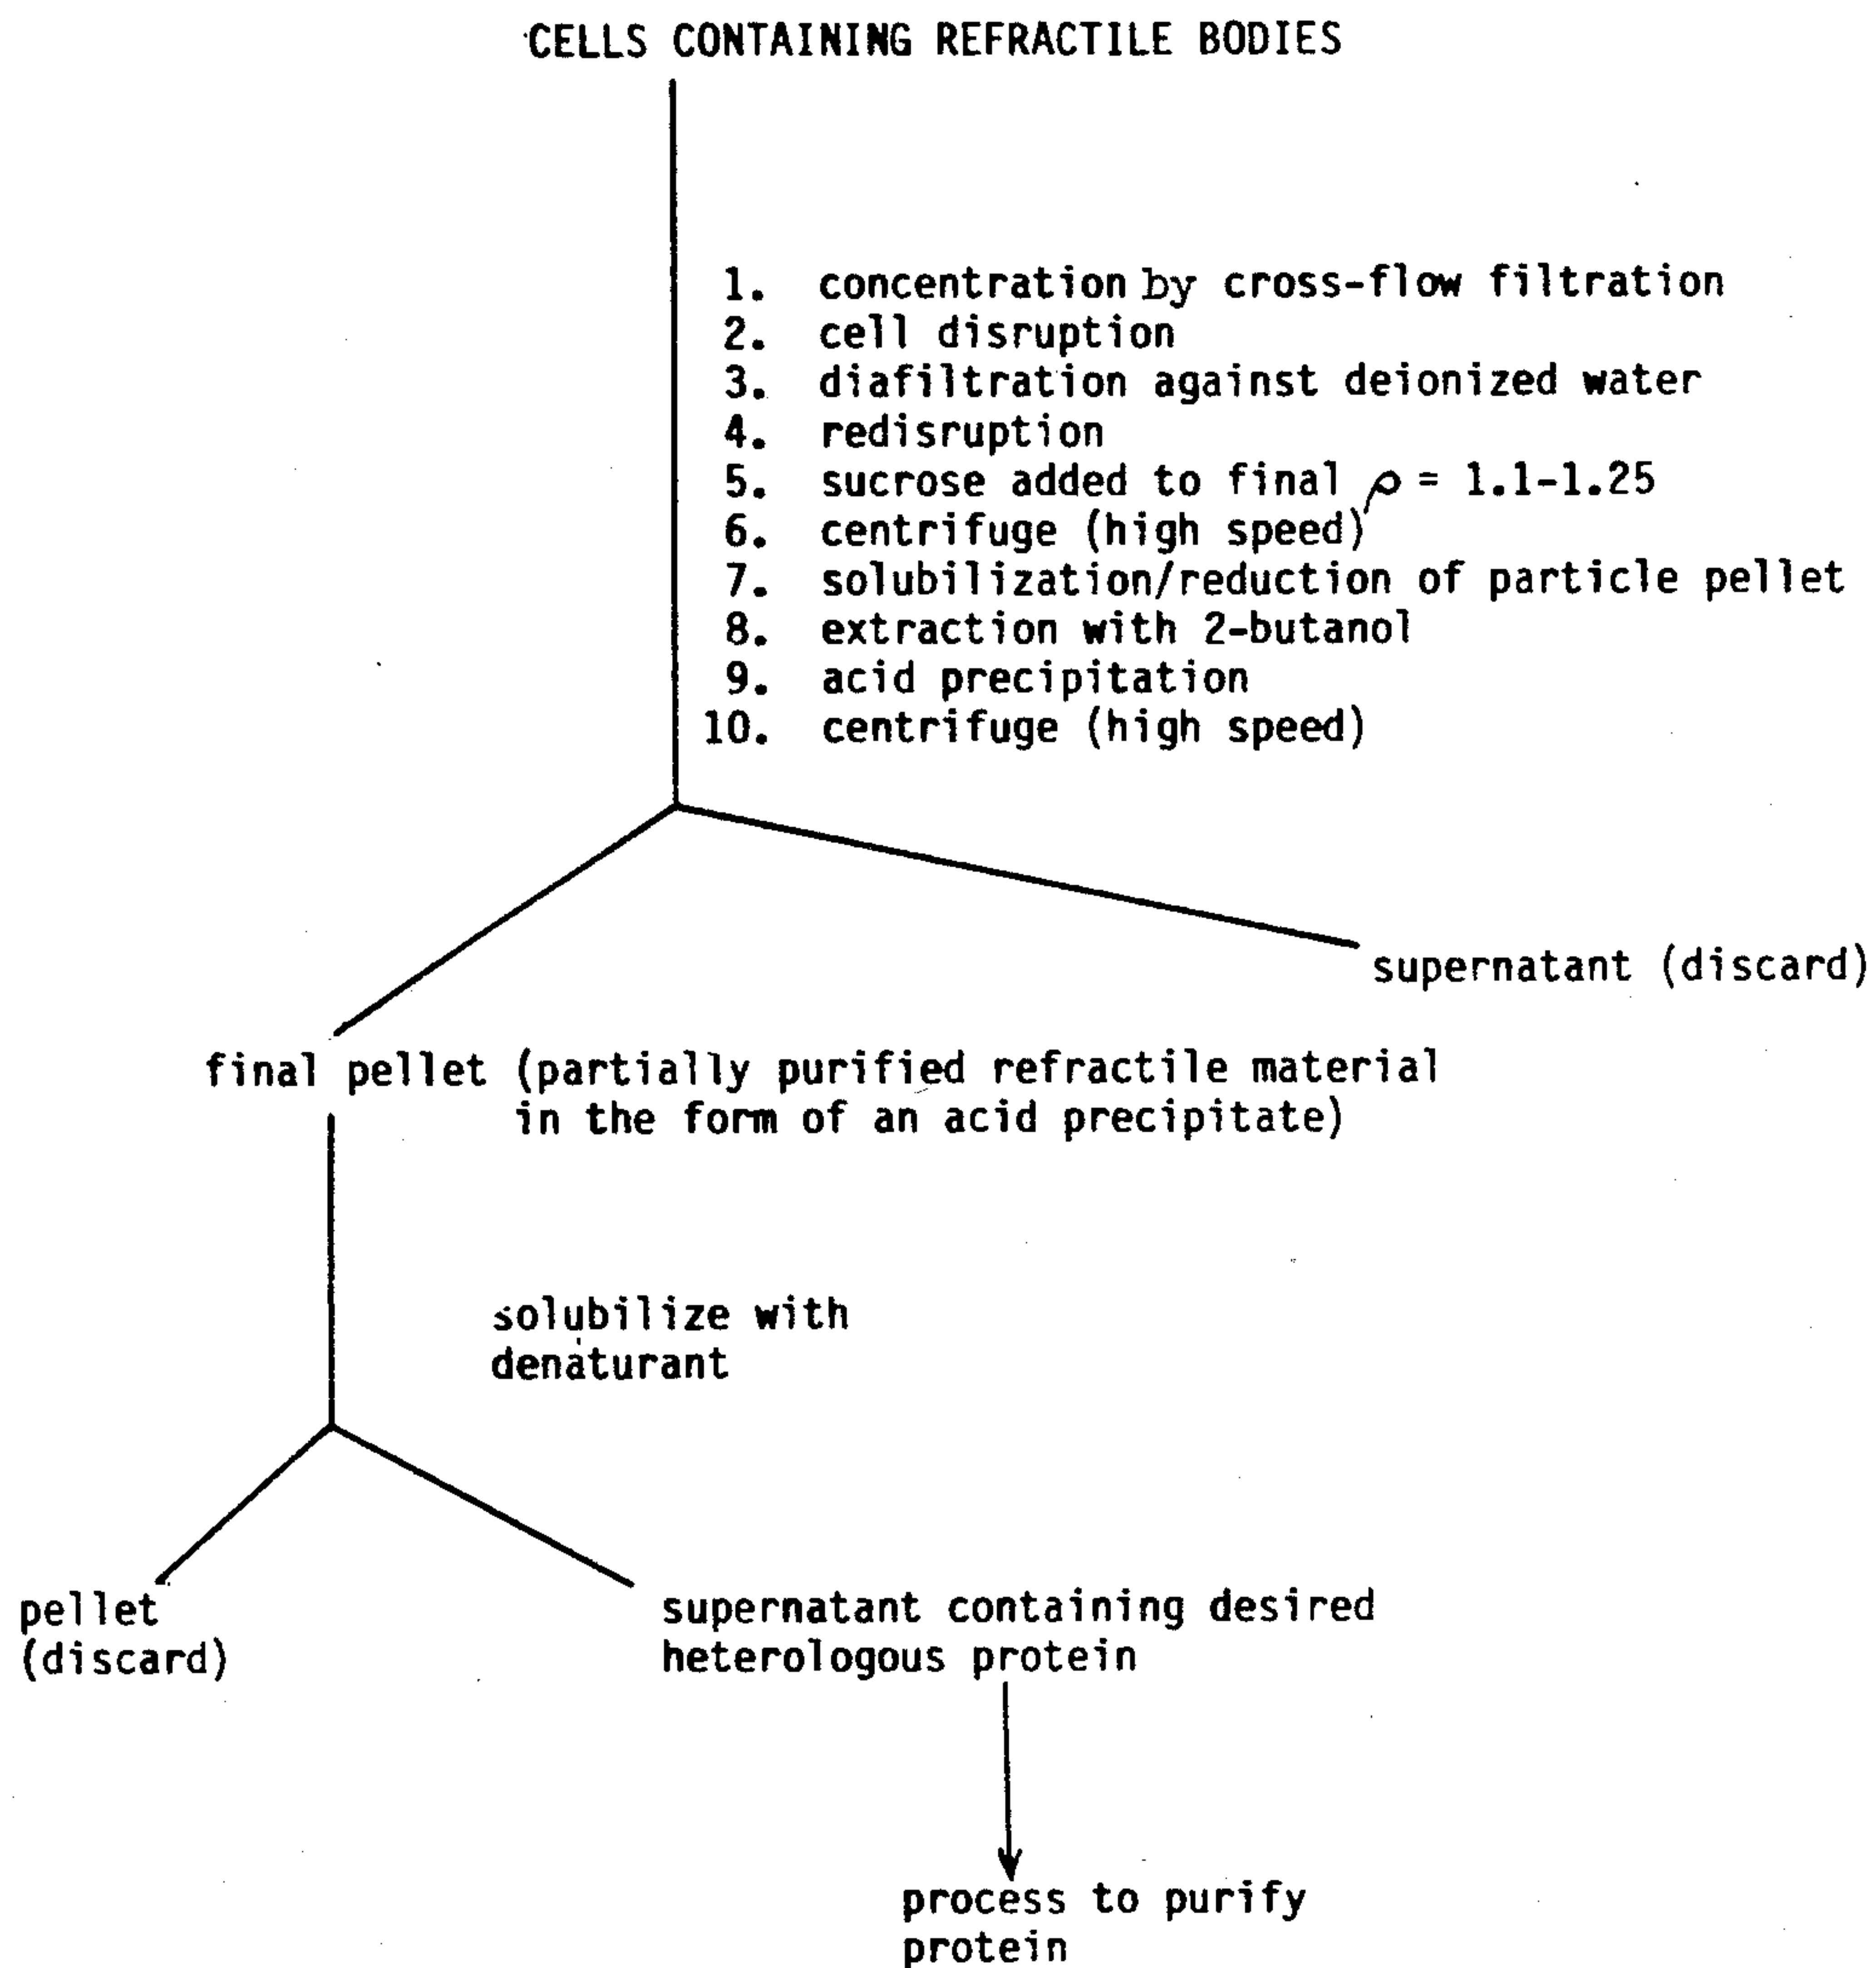 CELLS CONTAINING REFRACTILE BODIES
1. concentration by cross-flow filtration
2. cell disruption
3. diafiltration against deionized water
4. redisruption
5. sucrose added to final ρ = 1.1-1.25
6. centrifuge (high speed)
7. solubilization/reduction of particle pellet
8. extraction with 2-butanol
9. acid precipitation
10. centrifuge (high speed)
supernatant (discard)
final pellet (partially purified refractile material
in the form of an acid precipitate)
solubilize with
denaturant
pellet
(discard)
supernatant containing desired
heterologous protein
process to purify
protein